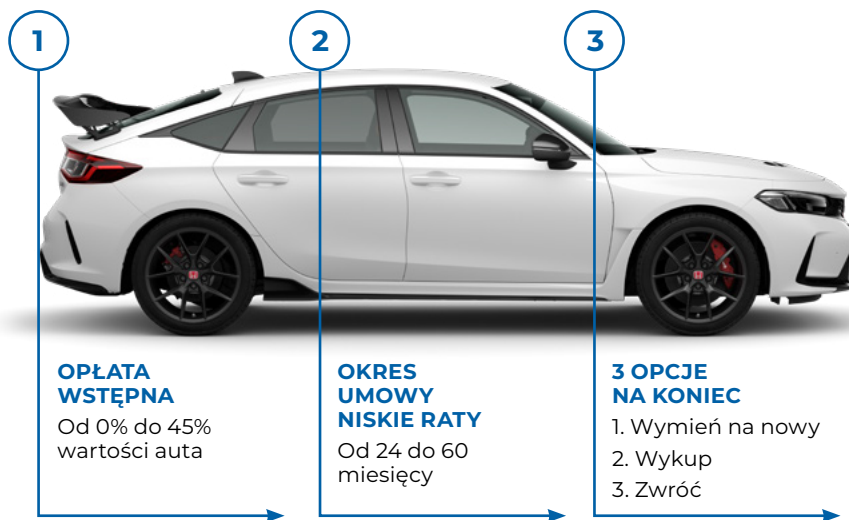 1
2
3
OPŁATA
WSTĘPNA
Od 0% do 45%
wartości auta
OKRES
UMOWY
NISKIE RATY
Od 24 do 60
miesięcy
3 OPCJE
NA KONIEC
1. Wymień na nowy
2. Wykup
3. Zwróć